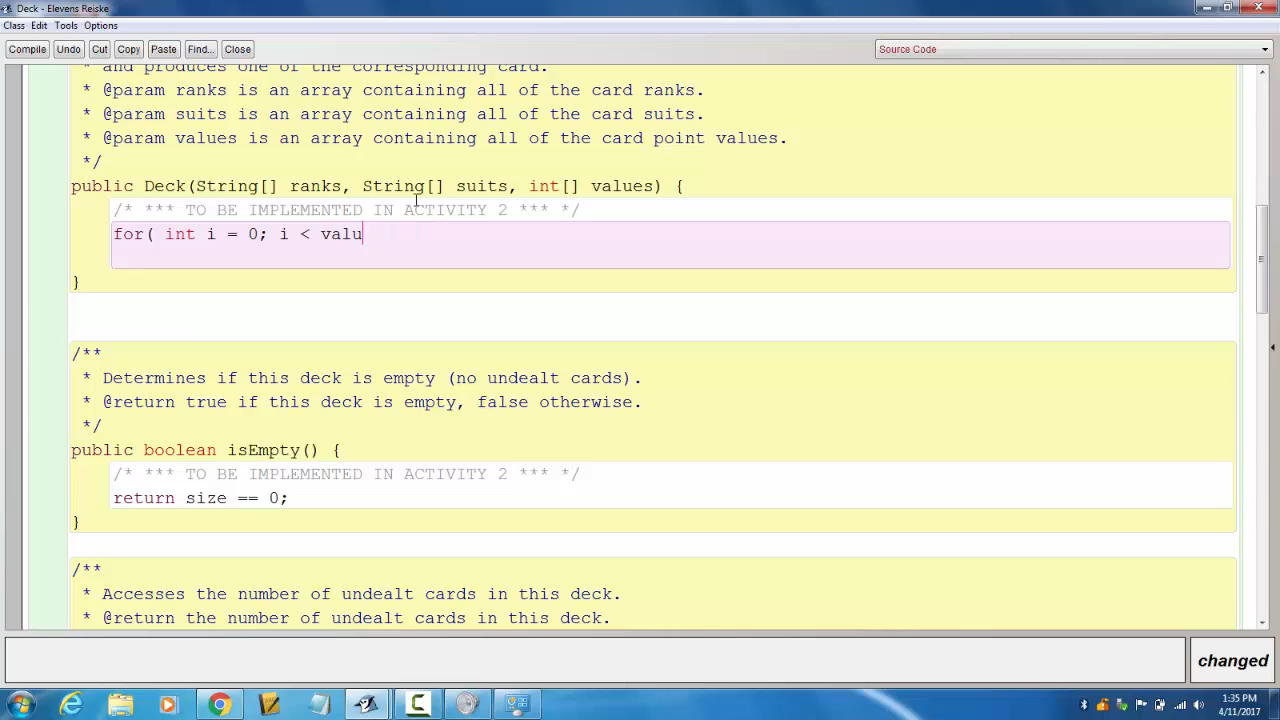 Deck - Elevens Reiske
Class Edit Tools Options
Compile Undo Cut Copy Paste Find... Close Source Code
* and produces one of the corresponding card.
* @param ranks is an array containing all of the card ranks.
* @param suits is an array containing all of the card suits.
* @param values is an array containing all of the card point values.
*/
public Deck(String[] ranks, String[] suits, int[] values) {
/* *** TO BE IMPLEMENTED IN ACTIVITY 2 *** */
for( int i = 0; i < valu
}
/**
* Determines if this deck is empty (no undealt cards).
* @return true if this deck is empty, false otherwise.
*/
public boolean isEmpty() {
/* *** TO BE IMPLEMENTED IN ACTIVITY 2 *** */
return size == 0;
}
/**
* Accesses the number of undealt cards in this deck.
* @return the number of undealt cards in this deck.
changed
1:35 PM
4/11/2017